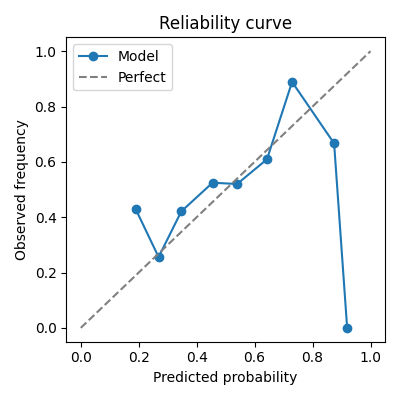 Reliability curve
Model
Perfect
Observed frequency
1.0
0.8
0.6
0.4
0.2
0.0
0.0 0.2 0.4 0.6 0.8 1.0
Predicted probability